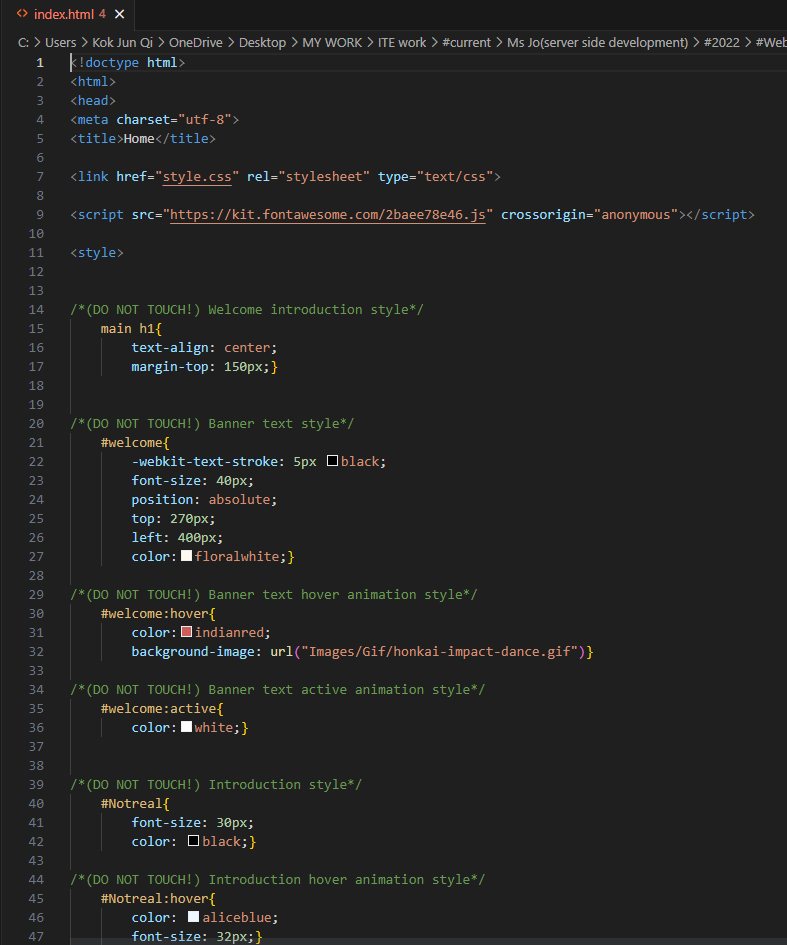 index.html 4
C: > Users > Kok Jun Qi > OneDrive > Desktop > MY WORK > ITE work > #current > Ms Jo(server side development) > #2022 > #Web
1 <!doctype html>
2 <html>
3 <head>
4 <meta charset="utf-8">
5 <title>Home</title>
6
7 <link href="style.css" rel="stylesheet" type="text/css">
8
9 <script src="https://kit.fontawesome.com/2baee78e46.js" crossorigin="anonymous"></script>
10
11 <style>
12
13
14 /*(DO NOT TOUCH!) Welcome introduction style*/
15 main h1{
16 text-align: center;
17 margin-top: 150px;}
18
19
20 /*(DO NOT TOUCH!) Banner text style*/
21 #welcome{
22 -webkit-text-stroke: 5px black;
23 font-size: 40px;
24 position: absolute;
25 top: 270px;
26 left: 400px;
27 color:floralwhite;}
28
29 /*(DO NOT TOUCH!) Banner text hover animation style*/
30 #welcome:hover{
31 color:indianred;
32 background-image: url("Images/Gif/honkai-impact-dance.gif")}
33
34 /*(DO NOT TOUCH!) Banner text active animation style*/
35 #welcome:active{
36 color:white;}
37
38
39 /*(DO NOT TOUCH!) Introduction style*/
40 #Notreal{
41 font-size: 30px;
42 color: black;}
43
44 /*(DO NOT TOUCH!) Introduction hover animation style*/
45 #Notreal:hover{
46 color: aliceblue;
47 font-size: 32px;}